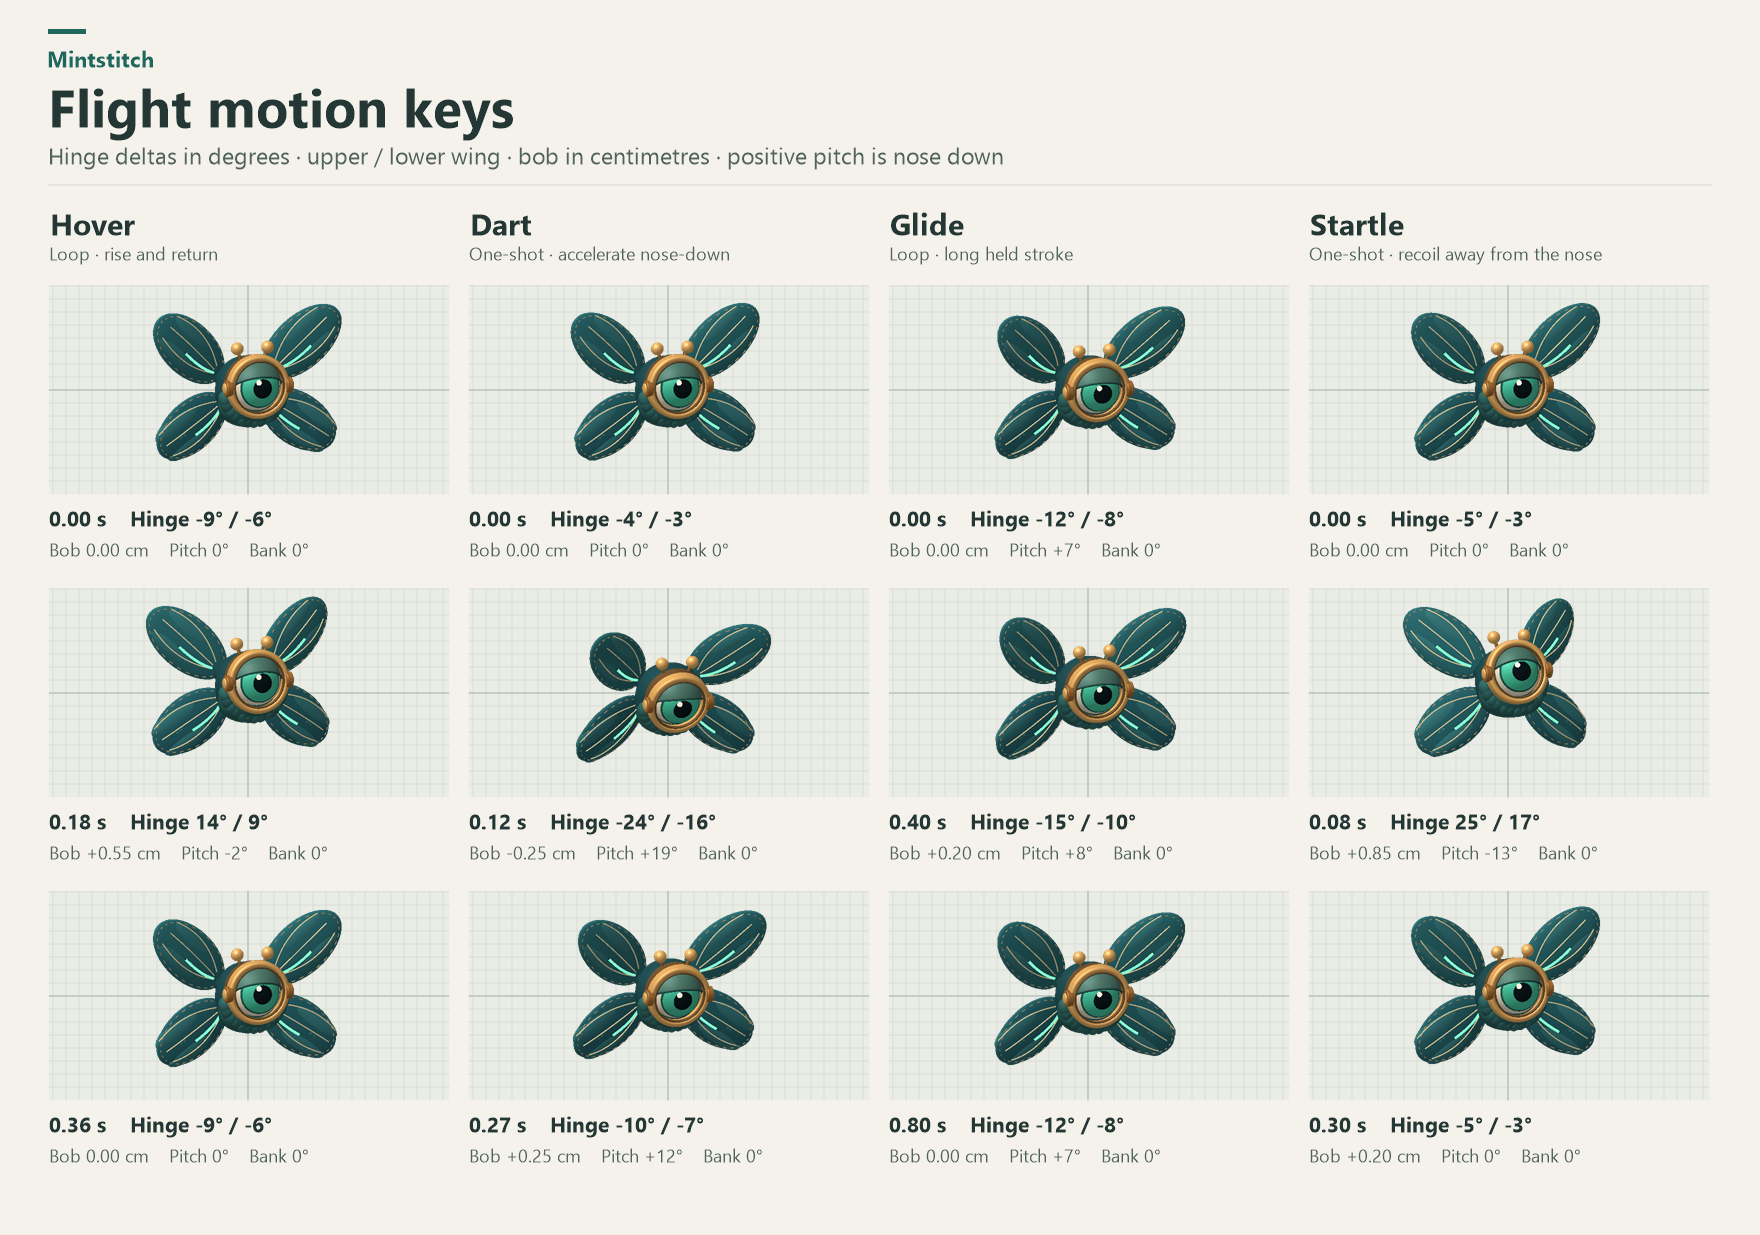 Mintstitch
Flight motion keys
Hinge deltas in degrees · upper / lower wing · bob in centimetres · positive pitch is nose down
Hover
Loop · rise and return
0.00 s Hinge -9° / -6°
Bob 0.00 cm Pitch 0° Bank 0°
0.18 s Hinge 14° / 9°
Bob +0.55 cm Pitch -2° Bank 0°
0.36 s Hinge -9° / -6°
Bob 0.00 cm Pitch 0° Bank 0°
Dart
One-shot · accelerate nose-down
0.00 s Hinge -4° / -3°
Bob 0.00 cm Pitch 0° Bank 0°
0.12 s Hinge -24° / -16°
Bob -0.25 cm Pitch +19° Bank 0°
0.27 s Hinge -10° / -7°
Bob +0.25 cm Pitch +12° Bank 0°
Glide
Loop · long held stroke
0.00 s Hinge -12° / -8°
Bob 0.00 cm Pitch +7° Bank 0°
0.40 s Hinge -15° / -10°
Bob +0.20 cm Pitch +8° Bank 0°
0.80 s Hinge -12° / -8°
Bob 0.00 cm Pitch +7° Bank 0°
Startle
One-shot · recoil away from the nose
0.00 s Hinge -5° / -3°
Bob 0.00 cm Pitch 0° Bank 0°
0.08 s Hinge 25° / 17°
Bob +0.85 cm Pitch -13° Bank 0°
0.30 s Hinge -5° / -3°
Bob +0.20 cm Pitch 0° Bank 0°